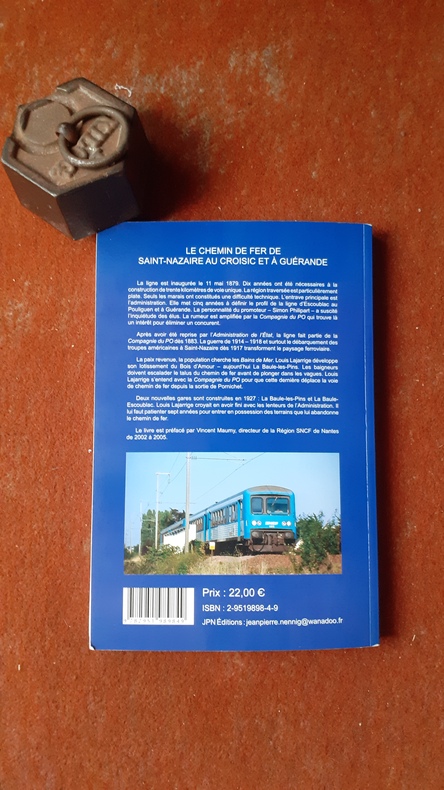 LE CHEMIN DE FER DE
SAINT-NAZAIRE AU CROISIC ET À GUÉRANDE
La ligne est inaugurée le 11 mai 1879. Dix années ont été nécessaires à la
construction de trente kilomètres de voie unique. La région traversée est particulièrement
plate. Seuls les marais ont constitués une difficulté technique. L'entrave principale est
l'administration. Elle met cinq années à définir le profil de la ligne d'Escoublac au
Pouliguen et à Guérande. La personnalité du promoteur – Simon Philipart – a suscité
l'inquiétude des élus. La rumeur est amplifiée par la Compagnie du PO qui trouve là
un intérêt pour éliminer un concurrent.
Après avoir été reprise par l'Administration de l'État, la ligne fait partie de la
Compagnie du PO dès 1883. La guerre de 1914 – 1918 et surtout le débarquement des
troupes américaines à Saint-Nazaire dès 1917 transforment le paysage ferroviaire.
La paix revenue, la population cherche les Bains de Mer. Louis Lajarrige développe
son lotissement du Bois d'Amour – aujourd'hui La Baule-les-Pins. Les baigneurs
doivent escalader le talus du chemin de fer avant de plonger dans les vagues. Louis
Lajarrige s'entend avec la Compagnie du PO pour que cette dernière déplace la voie
de chemin de fer depuis la sortie de Pornichet.
Deux nouvelles gares sont construites en 1927 : La Baule-les-Pins et La Baule-
Escoublac. Louis Lajarrige croyait en avoir fini avec les lenteurs de l'Administration. Il
lui faut patienter sept années pour entrer en possession des terrains que lui abandonne
le chemin de fer.
Le livre est préfacé par Vincent Maumy, directeur de la Région SNCF de Nantes
de 2002 à 2005.
Prix : 22,00 €
ISBN : 2-9519898-4-9
JPN Éditions : jeanpierre.nennig@wanadoo.fr